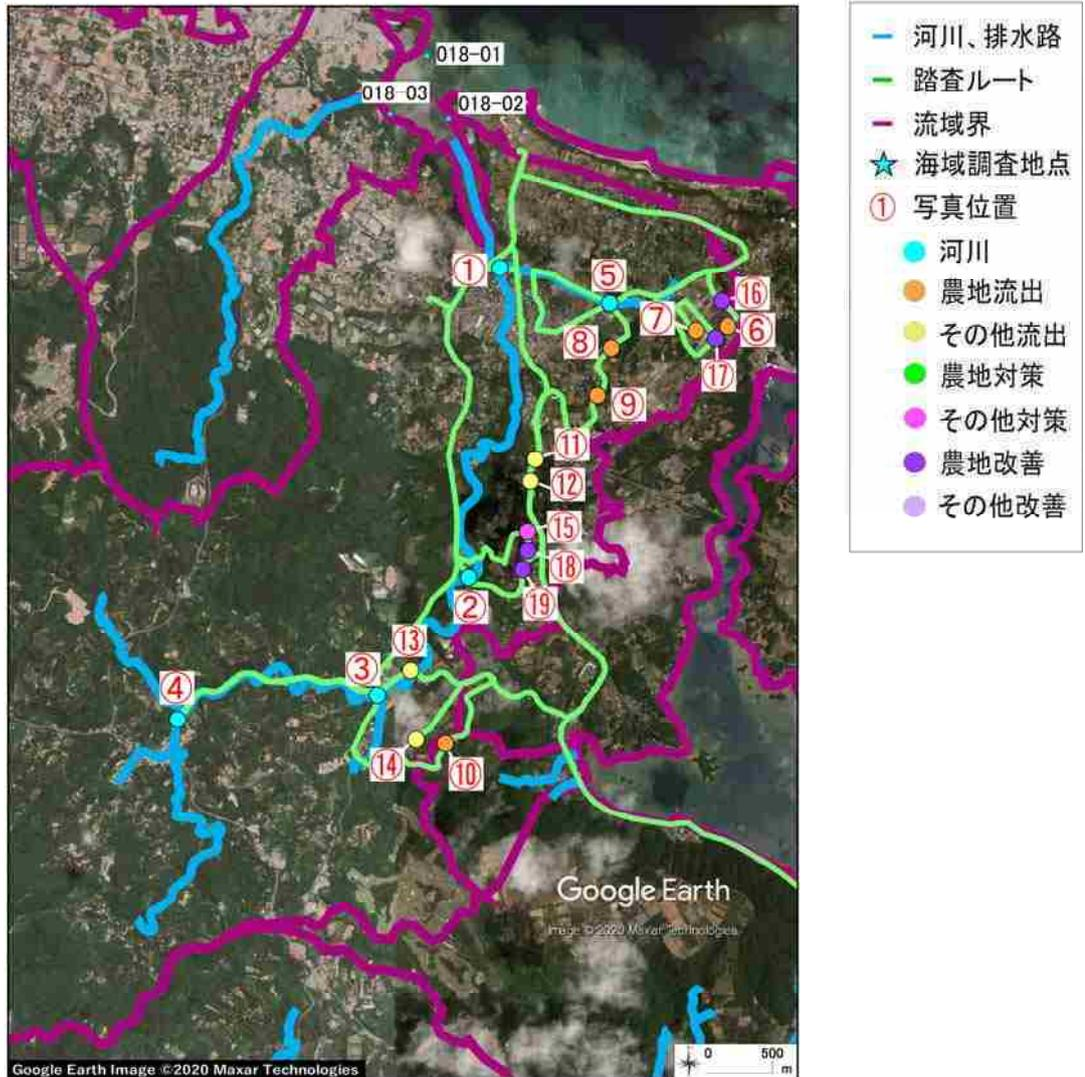 018-01
018-03
018-02
①
⑤
⑯
⑦
⑥
⑧
⑰
⑨
⑪
⑫
⑮
⑱
②
⑲
⑬
③
④
⑭
⑩
Google Earth
Image © 2020 Maxar Technologies
0 500
m
Google Earth Image ©2020 Maxar Technologies
河川、排水路
踏査ルート
流域界
海域調査地点
① 写真位置
河川
農地流出
その他流出
農地対策
その他対策
農地改善
その他改善